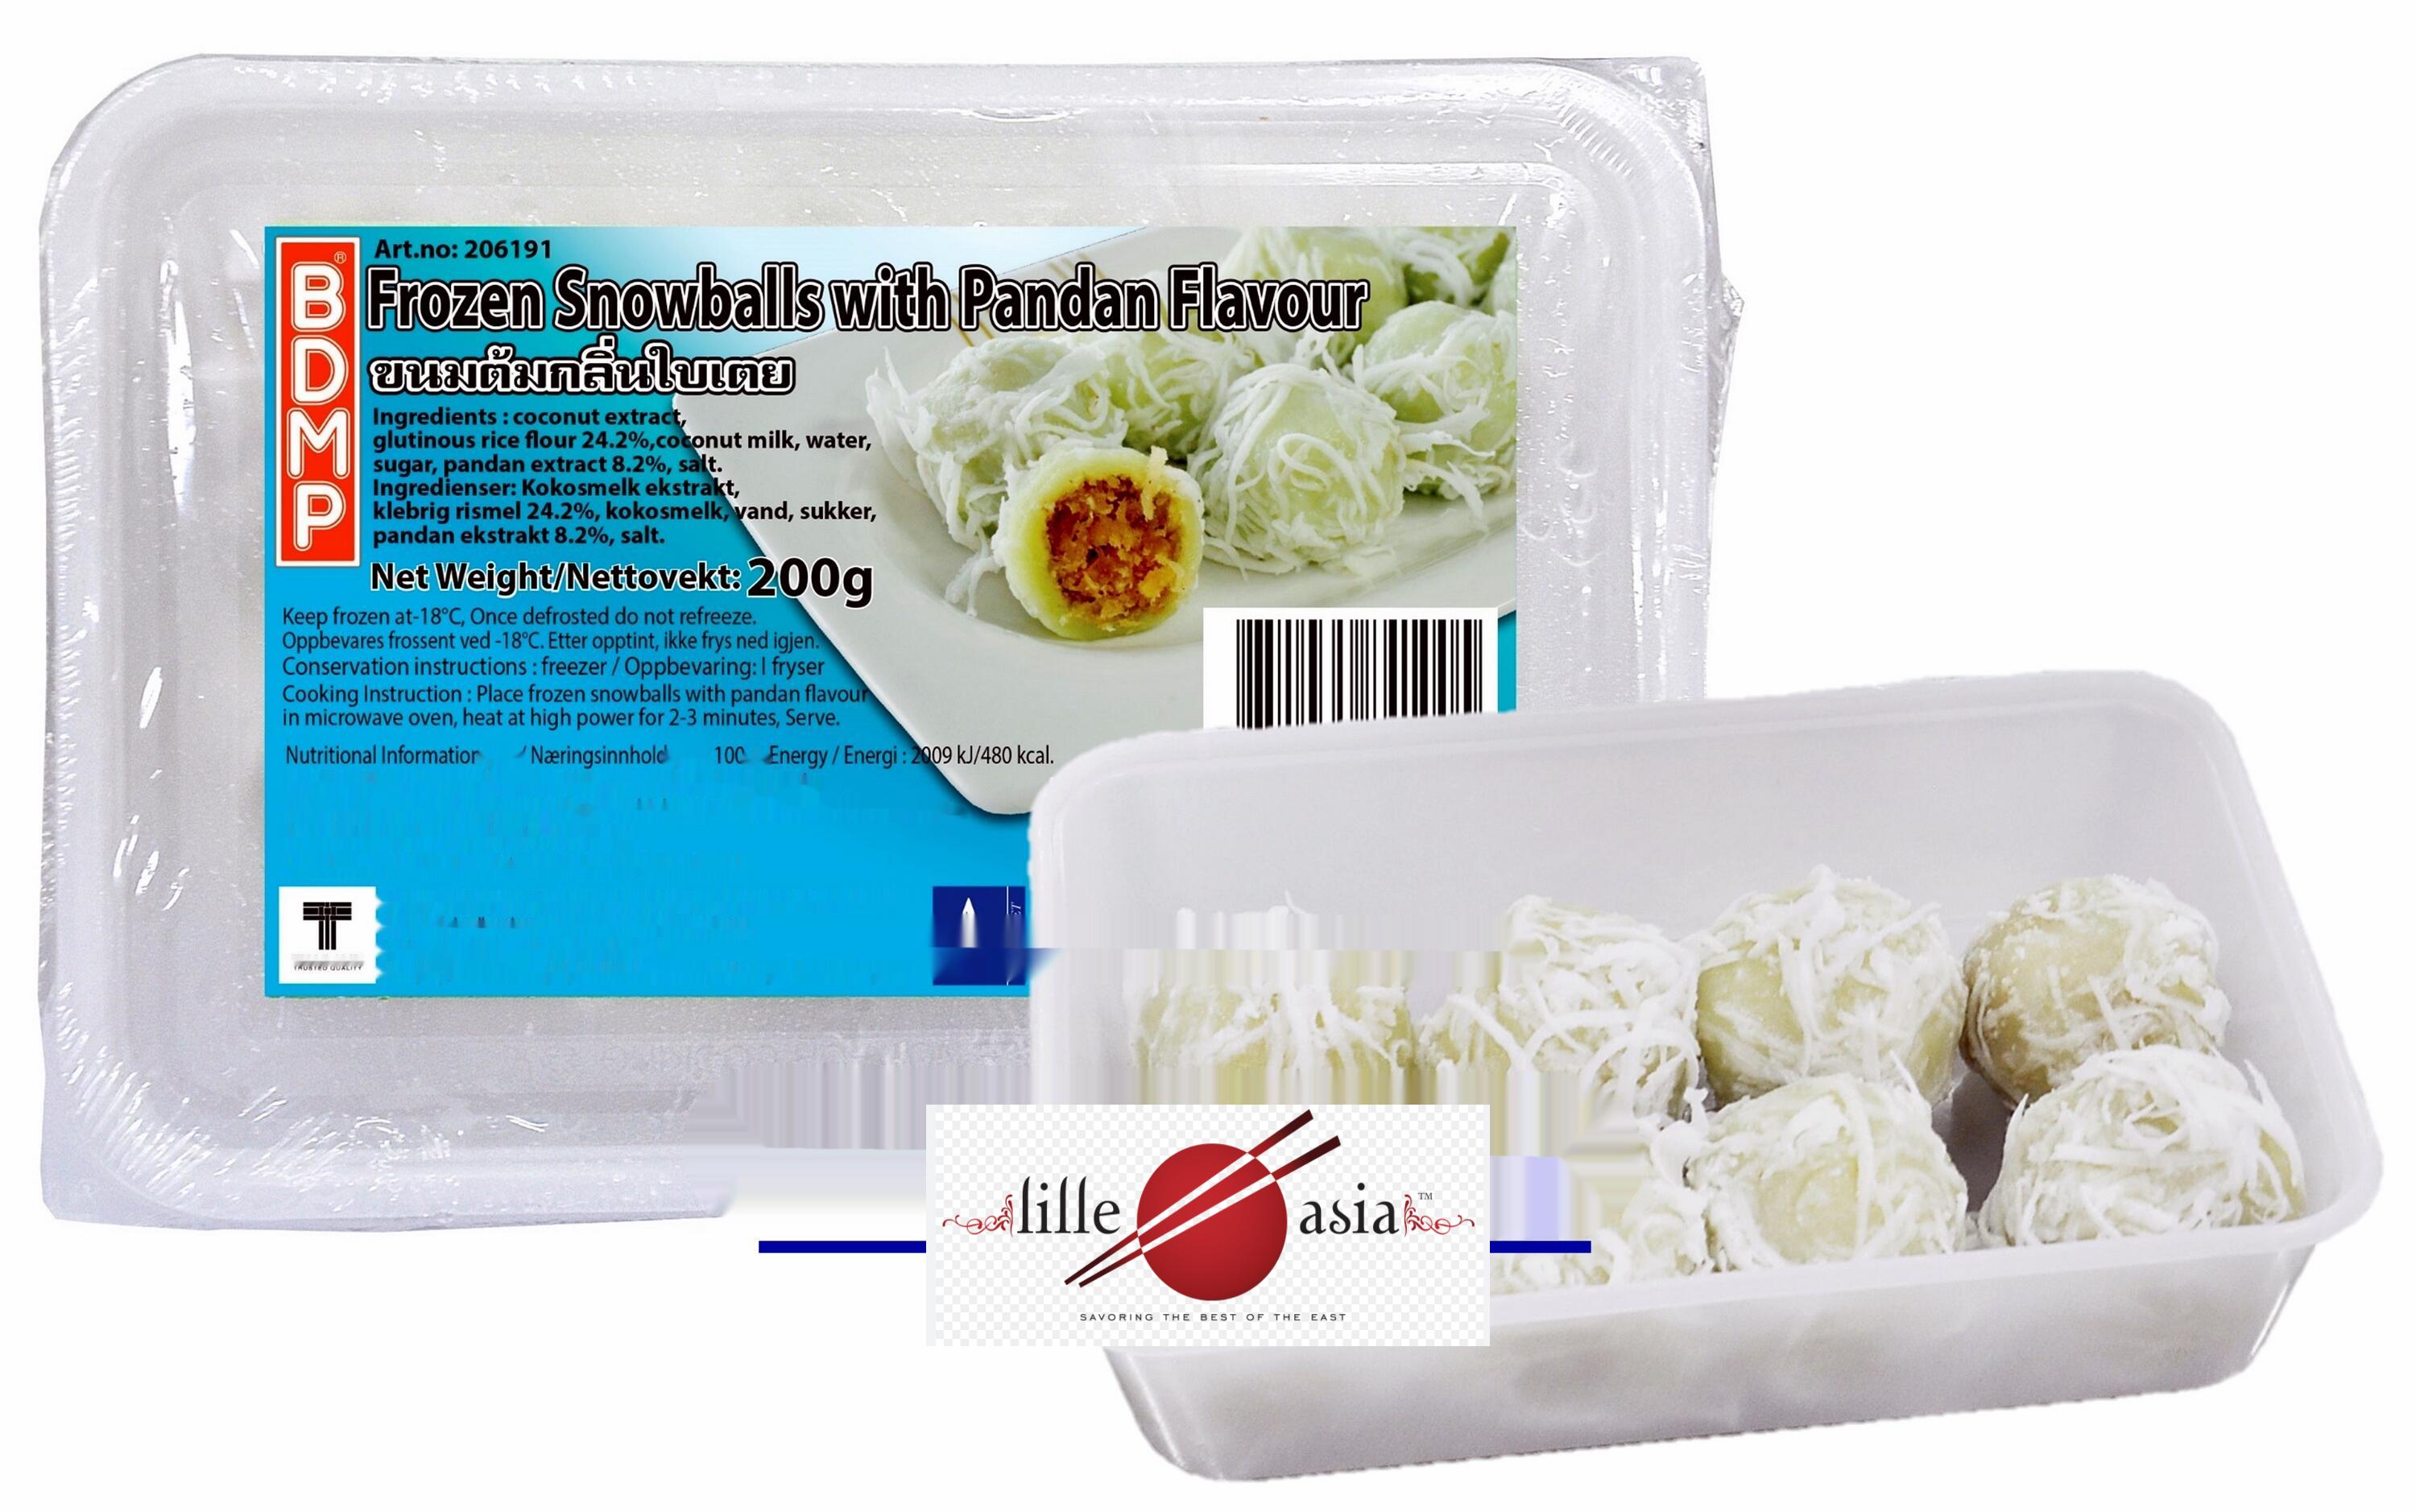 BDMP®
Art.no: 206191
Frozen Snowballs with Pandan Flavour
ขนมต้มกลิ่นใบเตย
Ingredients : coconut extract,
glutinous rice flour 24.2%,coconut milk, water,
sugar, pandan extract 8.2%, salt.
Ingredienser: Kokosmelk ekstrakt,
klebrig rismel 24.2%, kokosmelk, vand, sukker,
pandan ekstrakt 8.2%, salt.
Net Weight/Nettovekt: 200g
Keep frozen at-18°C, Once defrosted do not refreeze.
Oppbevares frossent ved -18°C. Etter opptint, ikke frys ned igjen.
Conservation instructions : freezer / Oppbevaring: I fryser
Cooking Instruction : Place frozen snowballs with pandan flavour
in microwave oven, heat at high power for 2-3 minutes, Serve.
Nutritional Information / Næringsinnhold 100 Energy / Energi : 2009 kJ/480 kcal.
TRUSTED QUALITY
lille asia™
SAVORING THE BEST OF THE EAST